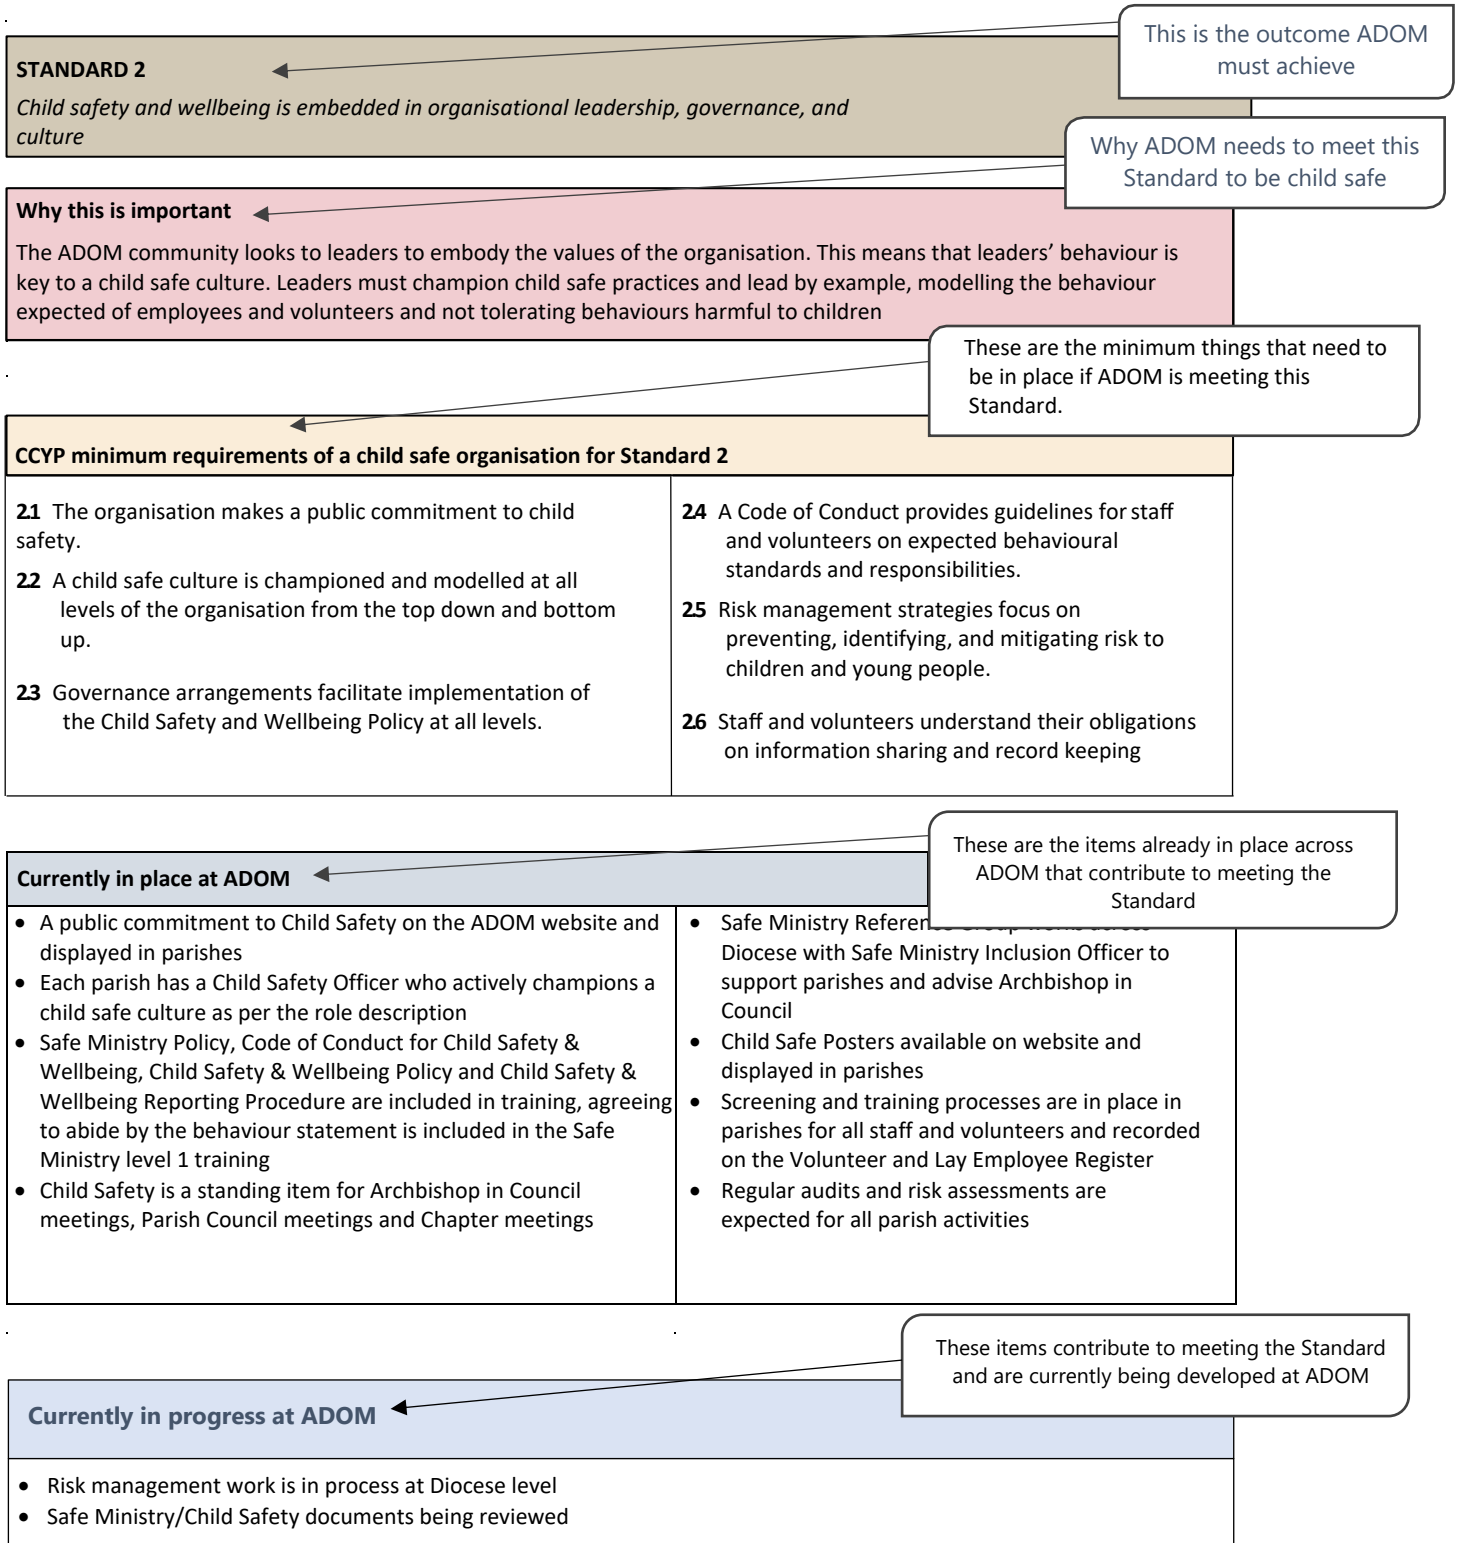 This is the outcome ADOM
must achieve
STANDARD 2
Child safety and wellbeing is embedded in organisational leadership, governance, and
culture
Why ADOM needs to meet this
Standard to be child safe
Why this is important
The ADOM community looks to leaders to embody the values of the organisation. This means that leaders’ behaviour is
key to a child safe culture. Leaders must champion child safe practices and lead by example, modelling the behaviour
expected of employees and volunteers and not tolerating behaviours harmful to children
These are the minimum things that need to
be in place if ADOM is meeting this
Standard.
CCYP minimum requirements of a child safe organisation for Standard 2
2.1 The organisation makes a public commitment to child
safety.
2.2 A child safe culture is championed and modelled at all
levels of the organisation from the top down and bottom
up.
2.3 Governance arrangements facilitate implementation of
the Child Safety and Wellbeing Policy at all levels.
2.4 A Code of Conduct provides guidelines for staff
and volunteers on expected behavioural
standards and responsibilities.
2.5 Risk management strategies focus on
preventing, identifying, and mitigating risk to
children and young people.
2.6 Staff and volunteers understand their obligations
on information sharing and record keeping
These are the items already in place across
ADOM that contribute to meeting the
Standard
Currently in place at ADOM
• A public commitment to Child Safety on the ADOM website and
displayed in parishes
• Each parish has a Child Safety Officer who actively champions a
child safe culture as per the role description
• Safe Ministry Policy, Code of Conduct for Child Safety &
Wellbeing, Child Safety & Wellbeing Policy and Child Safety &
Wellbeing Reporting Procedure are included in training, agreeing
to abide by the behaviour statement is included in the Safe
Ministry level 1 training
• Child Safety is a standing item for Archbishop in Council
meetings, Parish Council meetings and Chapter meetings
• Safe Ministry Reference Group works across
Diocese with Safe Ministry Inclusion Officer to
support parishes and advise Archbishop in
Council
• Child Safe Posters available on website and
displayed in parishes
• Screening and training processes are in place in
parishes for all staff and volunteers and recorded
on the Volunteer and Lay Employee Register
• Regular audits and risk assessments are
expected for all parish activities
These items contribute to meeting the Standard
and are currently being developed at ADOM
Currently in progress at ADOM
• Risk management work is in process at Diocese level
• Safe Ministry/Child Safety documents being reviewed